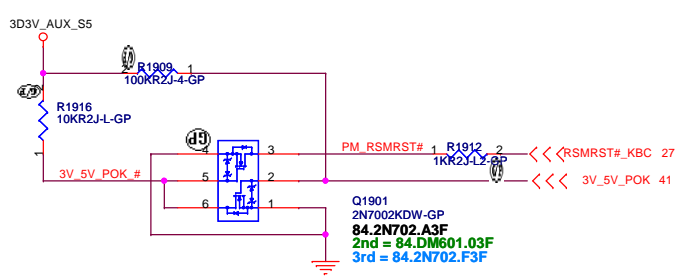 3D3V_AUX_S5
R1909
2 1
100KR2J-4-GP
R1916
10KR2J-L-GP
1
GP
4 3
PM_RSMRST#
1 R1912 2
1KR2J-L2-GP
RSMRST#_KBC 27
3V_5V_POK_#
5 2
3V_5V_POK 41
6 1
Q1901
2N7002KDW-GP
84.2N702.A3F
2nd = 84.DM601.03F
3rd = 84.2N702.F3F